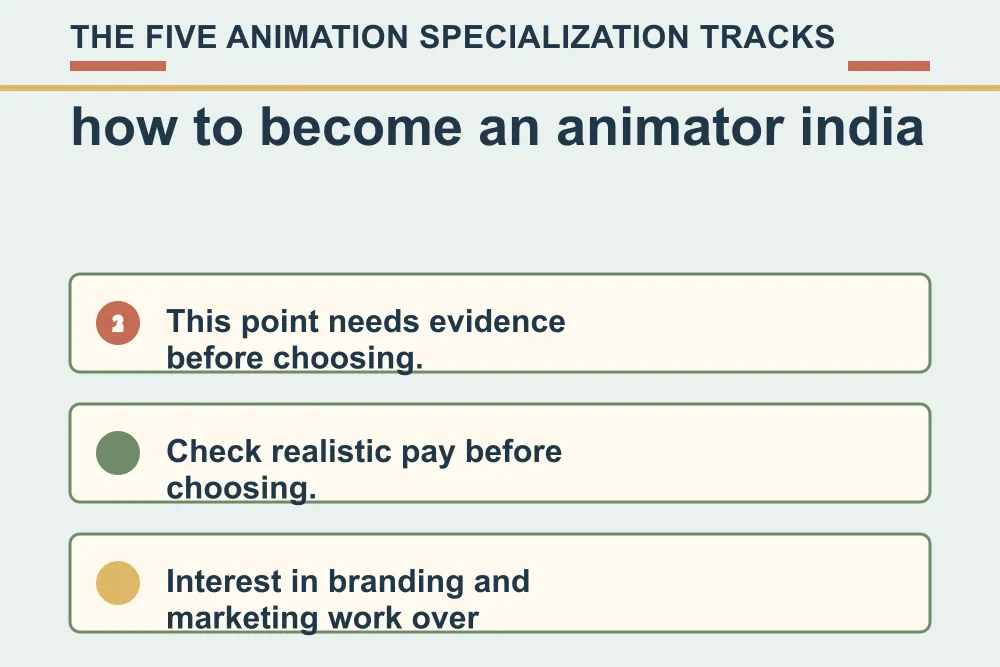 THE FIVE ANIMATION SPECIALIZATION TRACKS
how to become an animator india
This point needs evidence
before choosing.
Check realistic pay before
choosing.
Interest in branding and
marketing work over